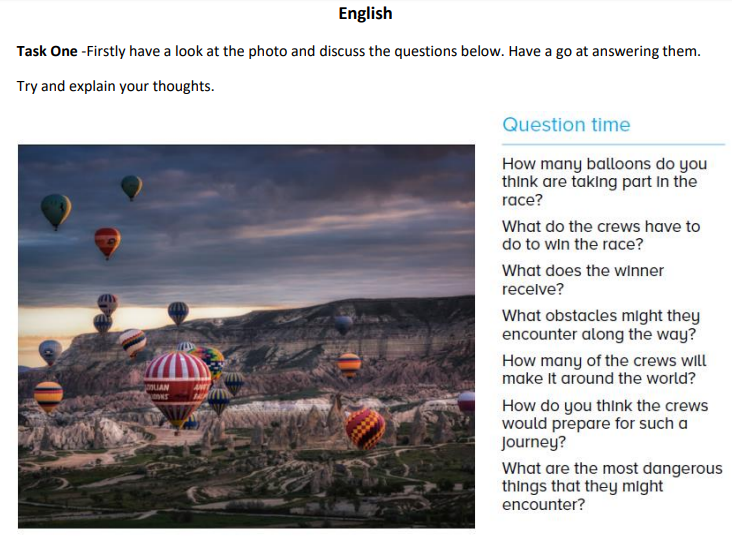 English
Task One -Firstly have a look at the photo and discuss the questions below. Have a go at answering them.
Try and explain your thoughts.
Question time
How many balloons do you
think are taking part in the
race?
What do the crews have to
do to win the race?
What does the winner
receive?
What obstacles might they
encounter along the way?
How many of the crews will
make it around the world?
How do you think the crews
would prepare for such a
journey?
What are the most dangerous
things that they might
encounter?